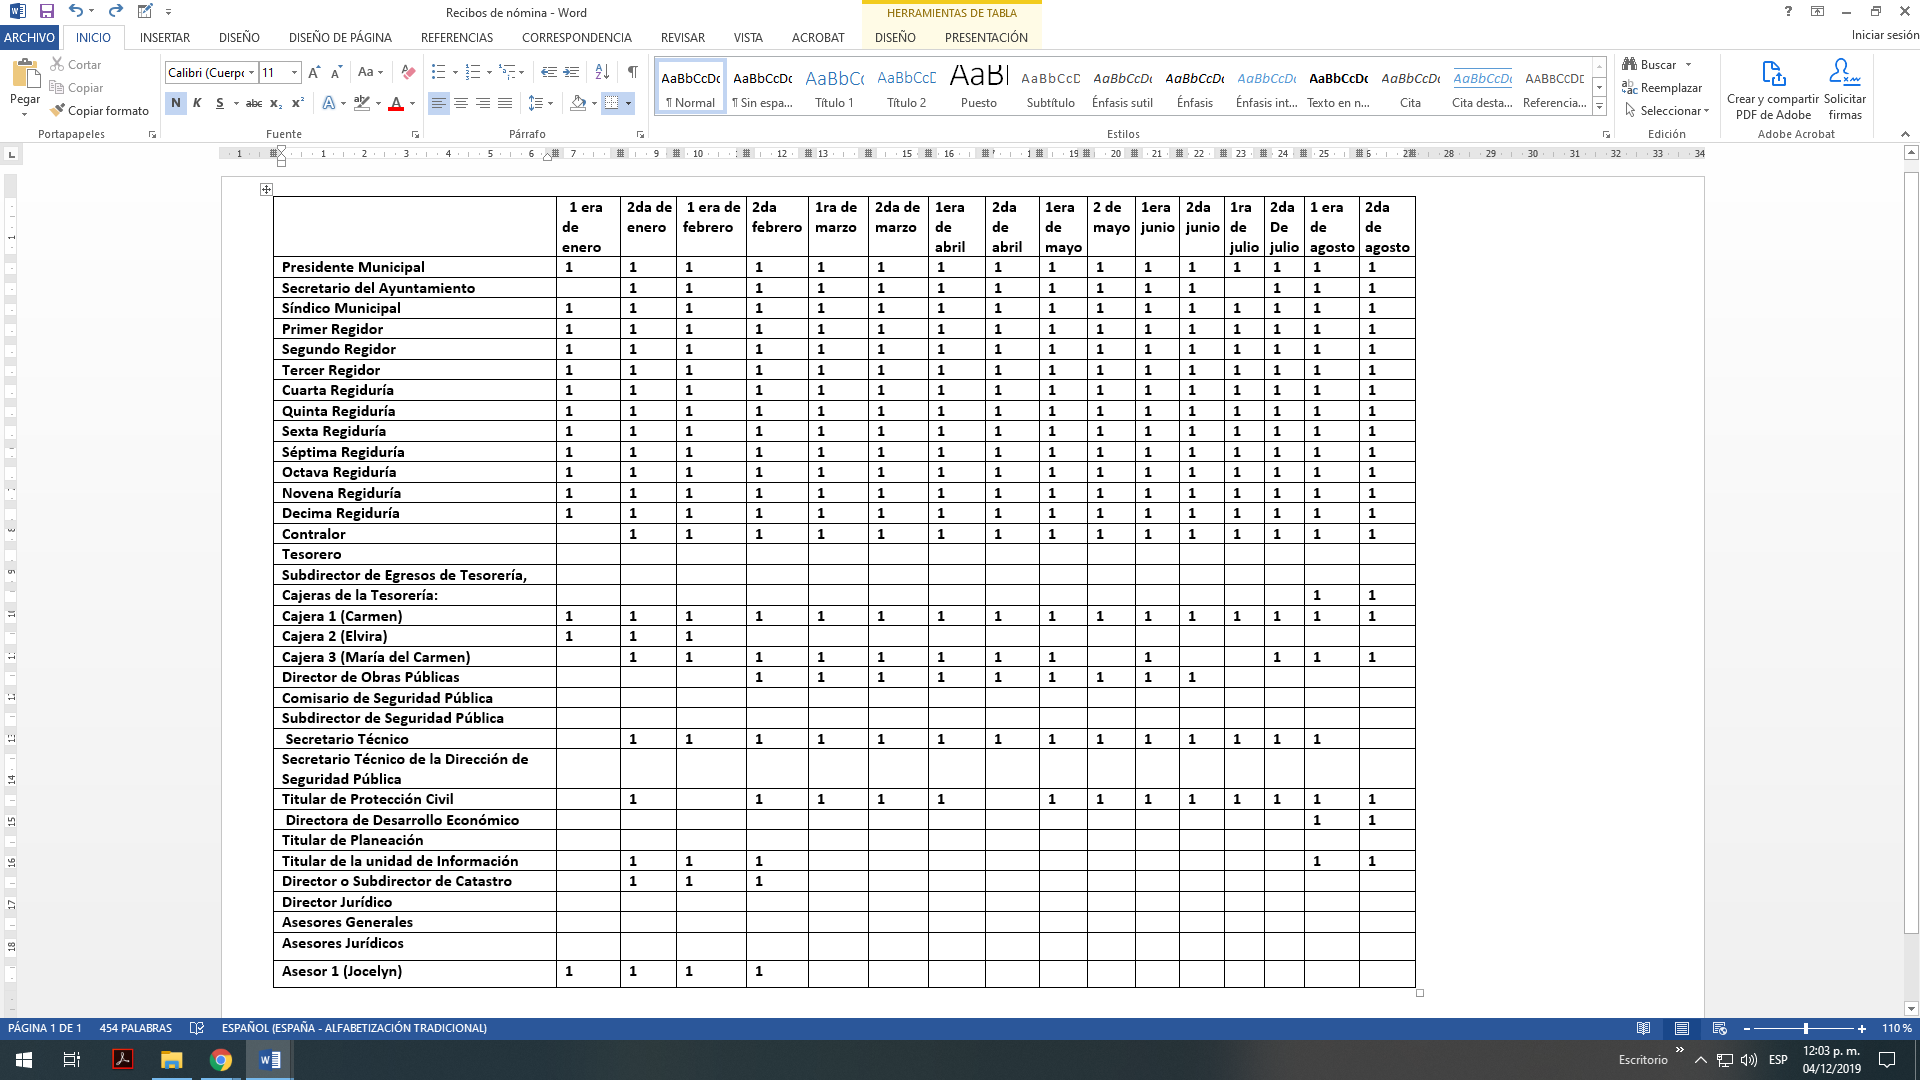 Recibos de nómina - Word
HERRAMIENTAS DE TABLA
Iniciar sesión
ARCHIVO INICIO INSERTAR DISEÑO DISEÑO DE PÁGINA REFERENCIAS CORRESPONDENCIA REVISAR VISTA ACROBAT DISEÑO PRESENTACIÓN
Pegar
Cortar
Copiar
Copiar formato
Portapapeles
Calibri (Cuerpo 11
N K S abc x₂ x²
Fuente
Párrafo
AaBbCcDc AaBbCcDc AaBbCc AaBbCcD AaBl AaBbCcD AaBbCcDc AaBbCcDc AaBbCcDc AaBbCcDc AaBbCcDc AaBbCcDc AABBCCDE
¶ Normal ¶ Sin espa... Título 1 Título 2 Puesto Subtítulo Énfasis sutil Énfasis Énfasis int... Texto en n... Cita Cita desta... Referencia...
Estilos
Buscar
Reemplazar
Seleccionar
Edición
Crear y compartir PDF de Adobe
Solicitar firmas
Adobe Acrobat
1 era de enero | 2da de enero | 1 era de febrero | 2da febrero | 1ra de marzo | 2da de marzo | 1era de abril | 2da de abril | 1era de mayo | 2 de mayo | 1era junio | 2da junio | 1ra de julio | 2da De julio | 1 era de agosto | 2da de agosto
Presidente Municipal 1 1 1 1 1 1 1 1 1 1 1 1 1 1 1 1
Secretario del Ayuntamiento 1 1 1 1 1 1 1 1 1 1 1 1 1 1
Síndico Municipal 1 1 1 1 1 1 1 1 1 1 1 1 1 1 1 1
Primer Regidor 1 1 1 1 1 1 1 1 1 1 1 1 1 1 1 1
Segundo Regidor 1 1 1 1 1 1 1 1 1 1 1 1 1 1 1 1
Tercer Regidor 1 1 1 1 1 1 1 1 1 1 1 1 1 1 1 1
Cuarta Regiduría 1 1 1 1 1 1 1 1 1 1 1 1 1 1 1 1
Quinta Regiduría 1 1 1 1 1 1 1 1 1 1 1 1 1 1 1 1
Sexta Regiduría 1 1 1 1 1 1 1 1 1 1 1 1 1 1 1 1
Séptima Regiduría 1 1 1 1 1 1 1 1 1 1 1 1 1 1 1 1
Octava Regiduría 1 1 1 1 1 1 1 1 1 1 1 1 1 1 1 1
Novena Regiduría 1 1 1 1 1 1 1 1 1 1 1 1 1 1 1 1
Decima Regiduría 1 1 1 1 1 1 1 1 1 1 1 1 1 1 1 1
Contralor 1 1 1 1 1 1 1 1 1 1 1 1 1 1 1
Tesorero
Subdirector de Egresos de Tesorería,
Cajeras de la Tesorería: 1 1
Cajera 1 (Carmen) 1 1 1 1 1 1 1 1 1 1 1 1 1 1 1 1
Cajera 2 (Elvira) 1 1 1
Cajera 3 (María del Carmen) 1 1 1 1 1 1 1 1 1 1 1 1
Director de Obras Públicas 1 1 1 1 1 1 1 1 1
Comisario de Seguridad Pública
Subdirector de Seguridad Pública
Secretario Técnico 1 1 1 1 1 1 1 1 1 1 1 1 1 1
Secretario Técnico de la Dirección de
Seguridad Pública
Titular de Protección Civil 1 1 1 1 1 1 1 1 1 1 1 1 1
Directora de Desarrollo Económico 1 1
Titular de Planeación
Titular de la unidad de Información 1 1 1 1 1
Director o Subdirector de Catastro 1 1 1
Director Jurídico
Asesores Generales
Asesores Jurídicos
Asesor 1 (Jocelyn) 1 1 1 1
PÁGINA 1 DE 1 454 PALABRAS ESPAÑOL (ESPAÑA - ALFABETIZACIÓN TRADICIONAL) 110 %
Escritorio ESP 12:03 p. m.
04/12/2019